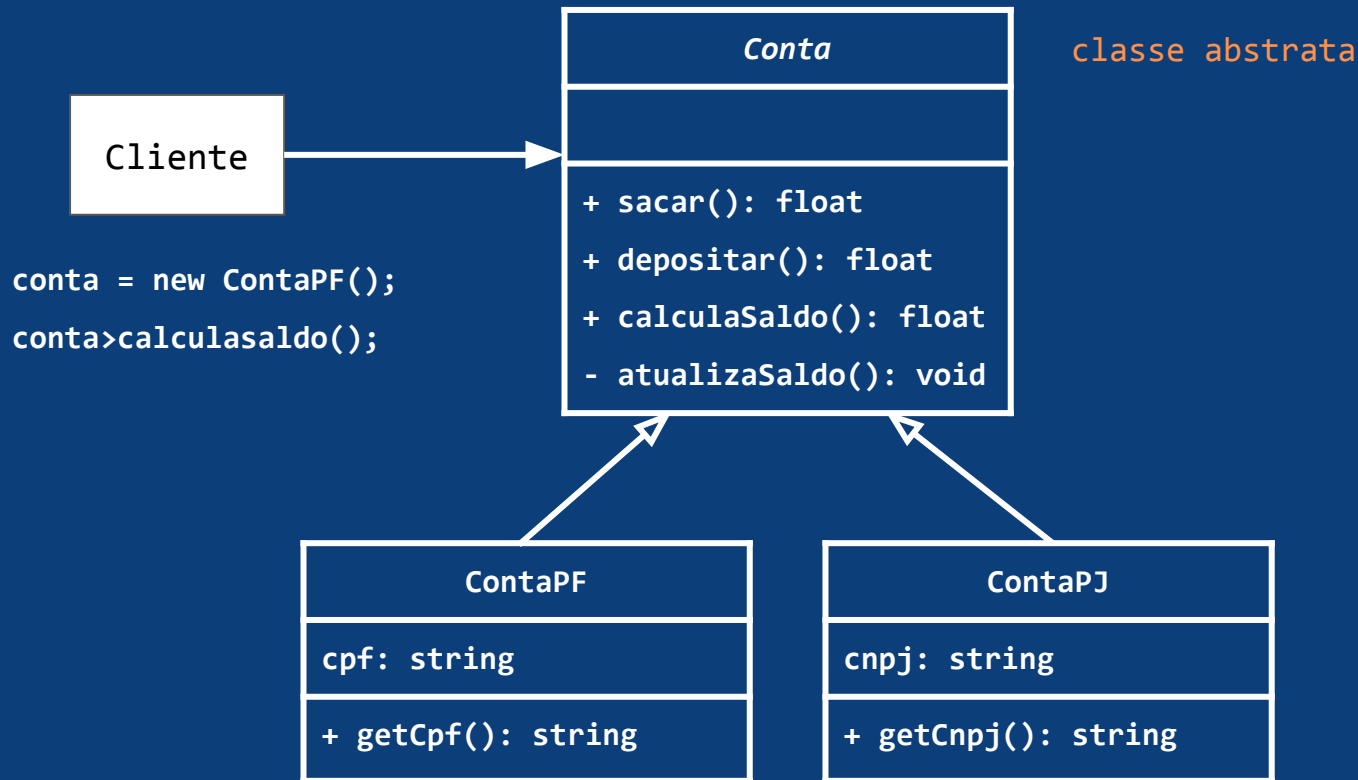 Conta
classe abstrata
Cliente
+ sacar(): float
+ depositar(): float
+ calculaSaldo(): float
- atualizaSaldo(): void
conta = new ContaPF();
conta>calculasaldo();
ContaPF
cpf: string
+ getCpf(): string
ContaPJ
cnpj: string
+ getCnpj(): string